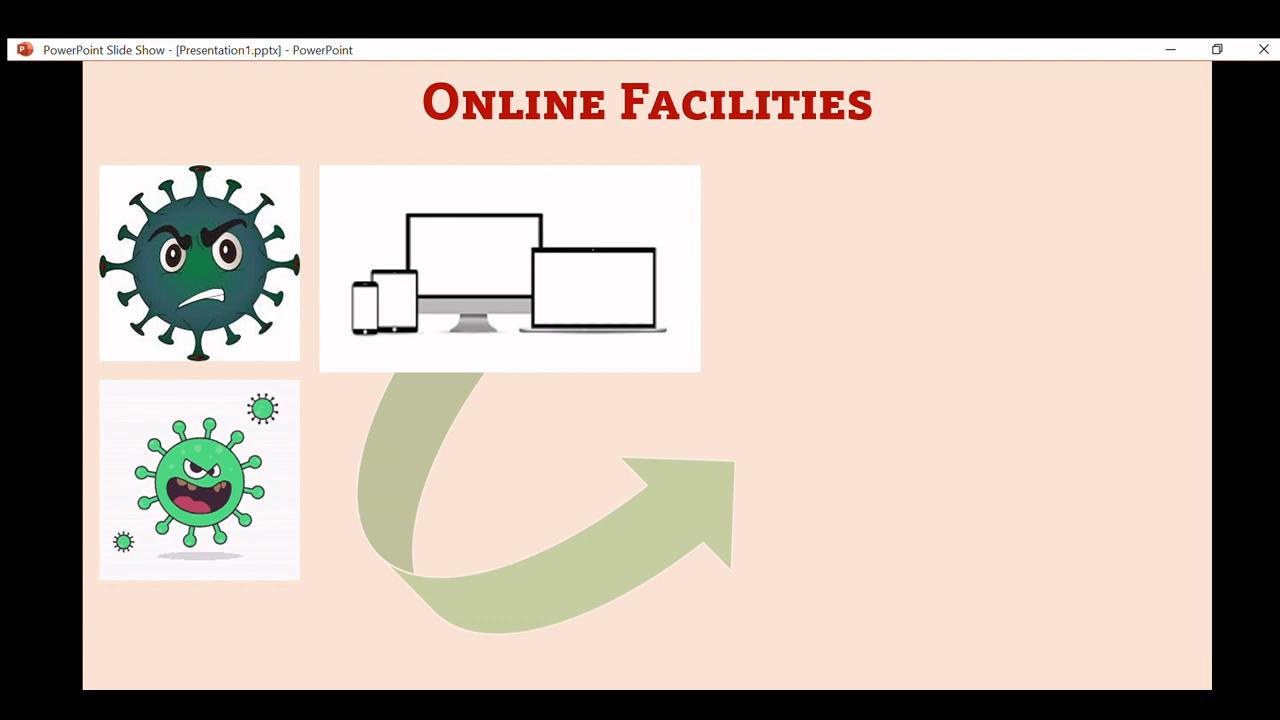 PowerPoint Slide Show - [Presentation1.pptx] - PowerPoint
Online Facilities